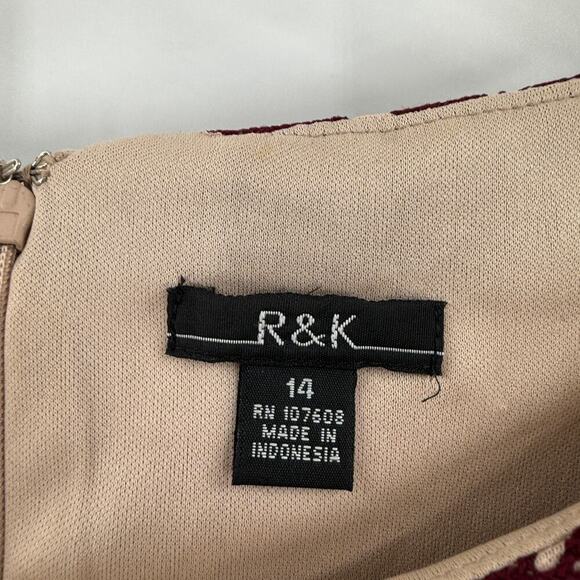 R&K
14
RN 107608
MADE IN
INDONESIA